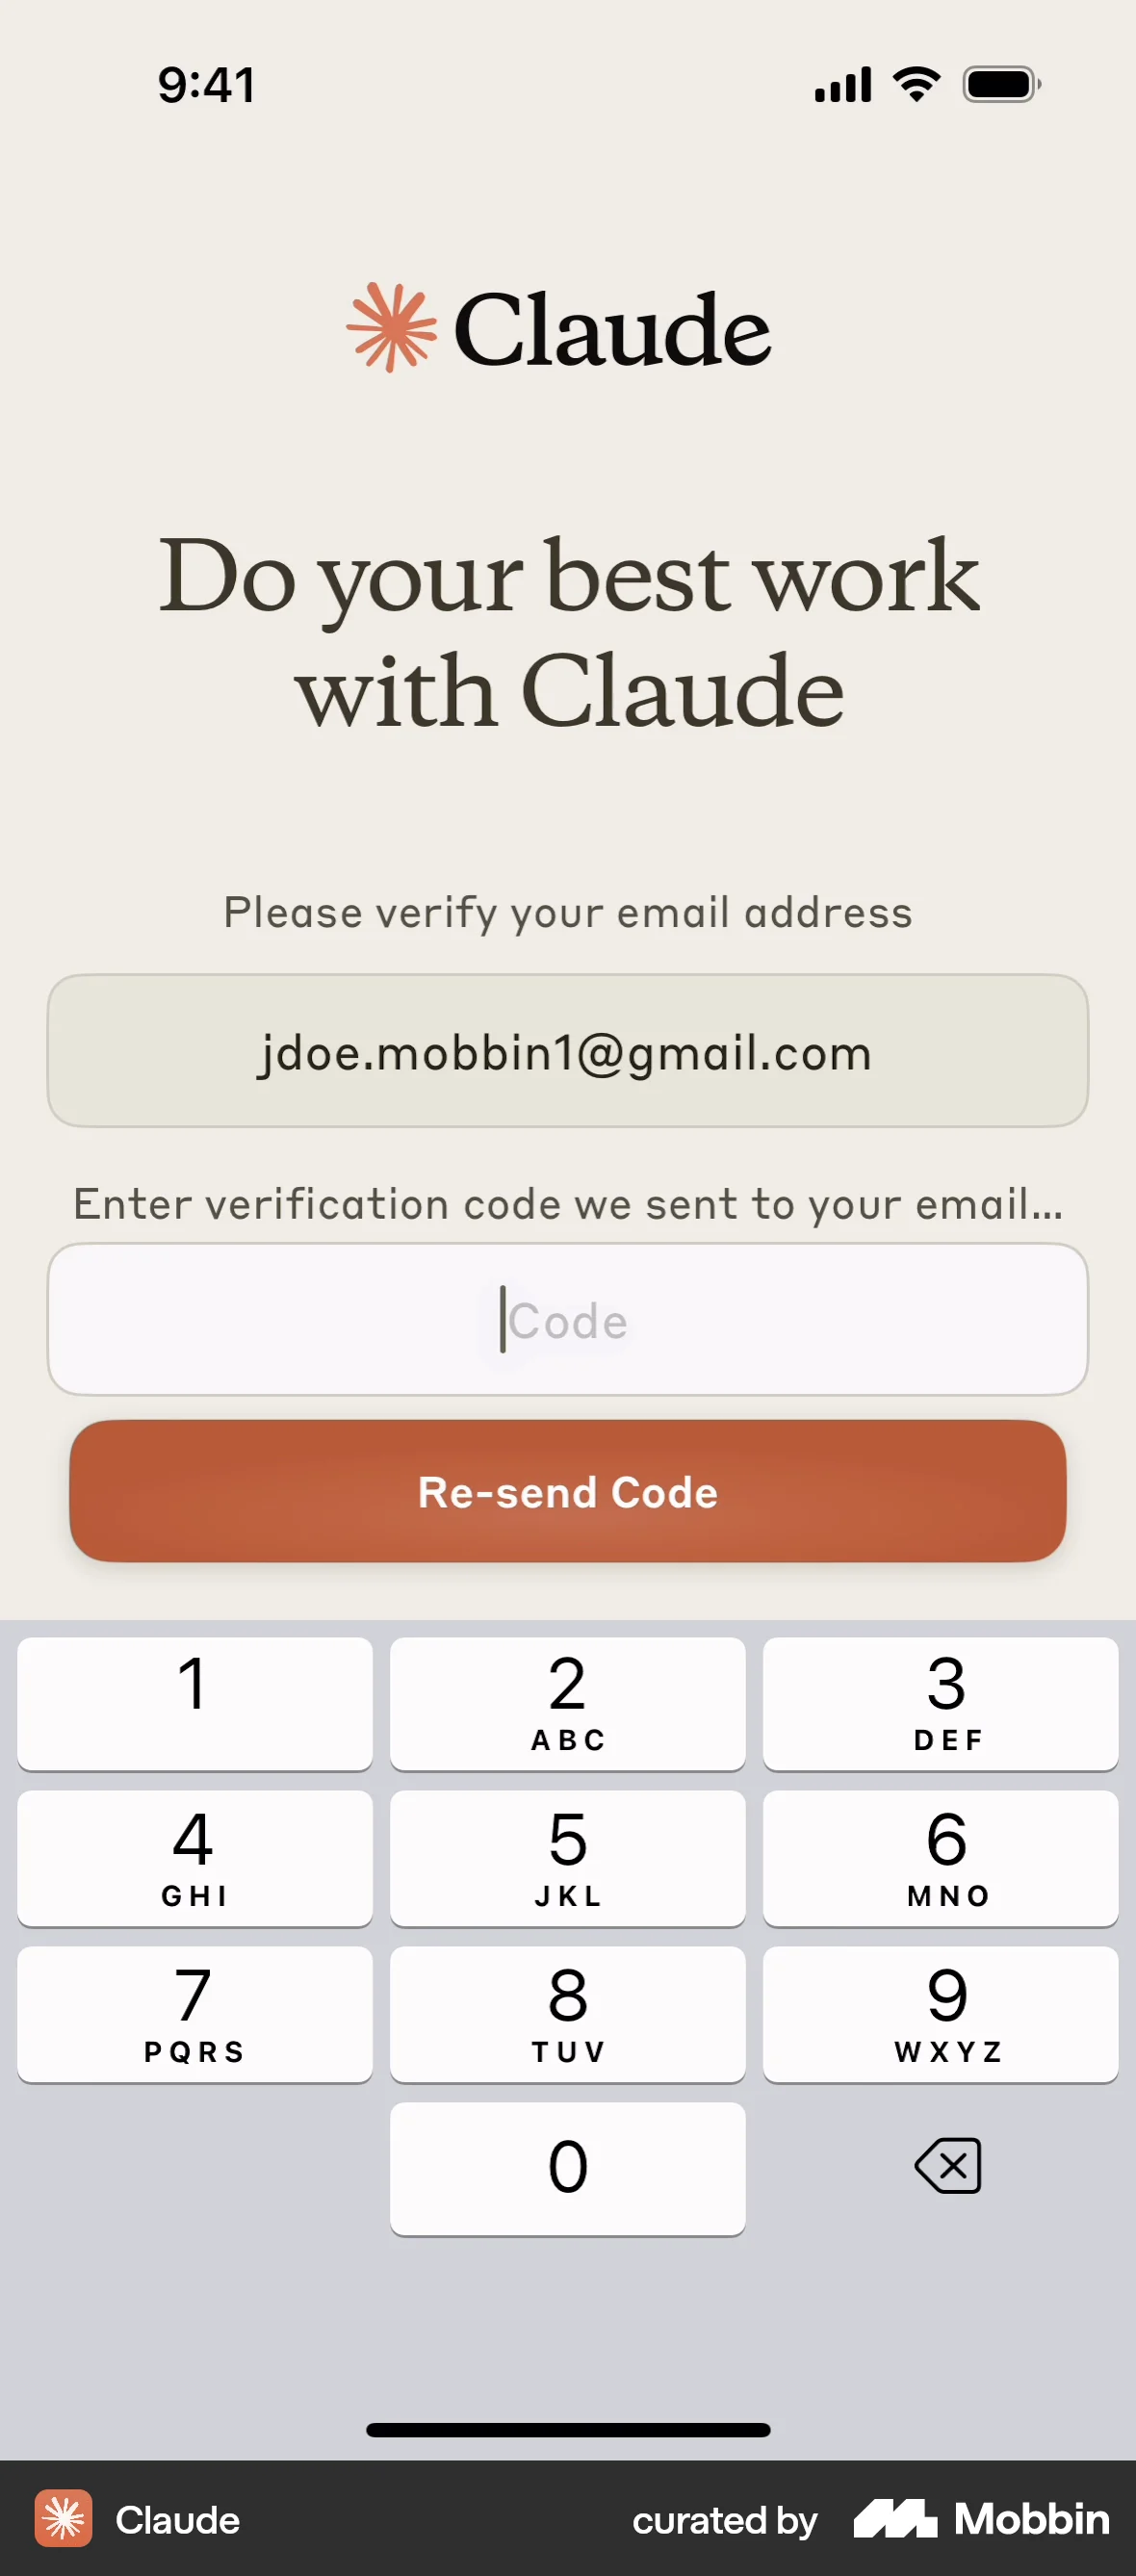 9:41
Claude
Do your best work
with Claude
Please verify your email address
jdoe.mobbin1@gmail.com
Enter verification code we sent to your email...
Code
Re-send Code
1 2 3
ABC DEF
4 5 6
GHI JKL MNO
7 8 9
PQRS TUV WXYZ
0
Claude curated by Mobbin